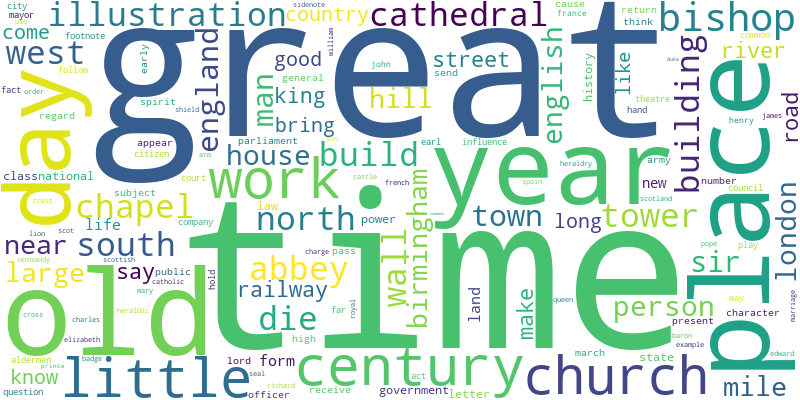 city
mayor
sidenote
illustration
country
cathedral
cause
france
return
think
bishop
come
footnote
west
great
england
william
early
man
good
king
bring
john
general
send
hill
street
english
history
like
theatre
hand
common
duke
river
road
follow
fact
order
regard
day
spirit
shield
appear
citizen
parliament
earl
influence
building
henry
james
place
class
national
house
build
year
army
new
number
council
court
arm
work
castle
french
heraldry
spain
scotland
subject
chapel
life
law
company
north
power
wall
birmingham
town
long
tower
london
near
south
lion
scot
scottish
time
charge
pass
pope
play
sir
large
say
public
catholic
abbey
railway
hold
far
royal
land
make
queen
way
person
present
character
marriage
normandy
heraldic
mary
old
die
high
cross
charles
elizabeth
badge
aldermen
prince
know
question
little
lord
form
seal
officer
richard
century
receive
act
government
letter
march
state
church
baron
example
edward
mile
crest